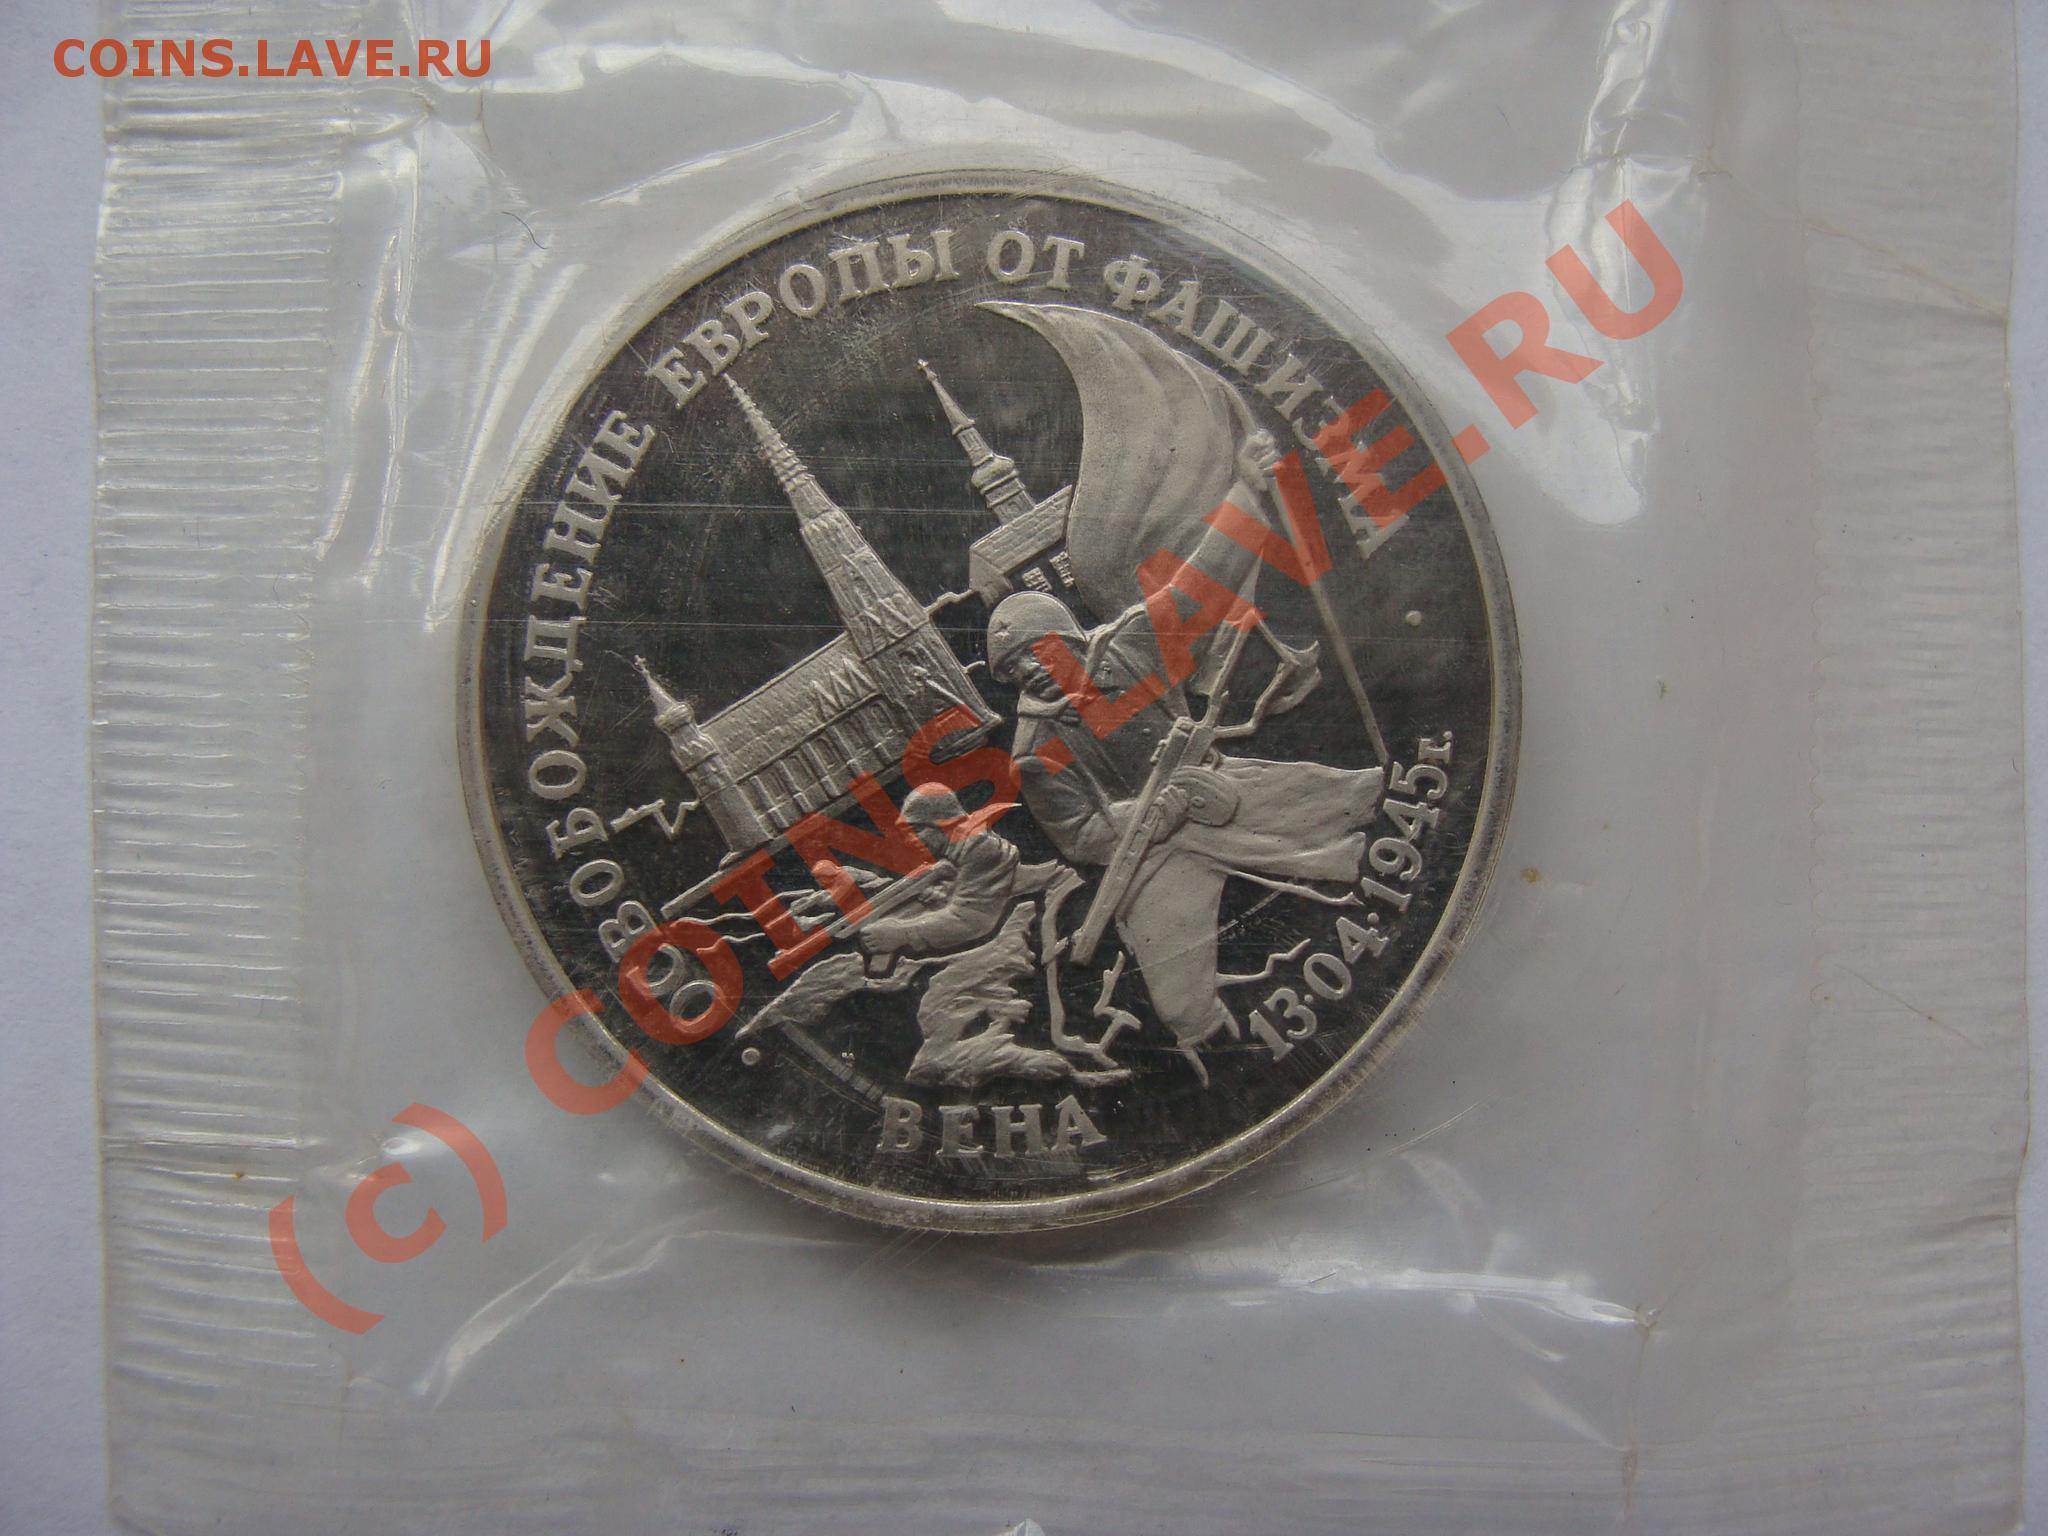 COINS.LAVE.RU
ОСВОБОЖДЕНИЕ ЕВРОПЫ ОТ ФАШИЗМА
13·04·1945г.
ВЕНА
(c) COINS.LAVE.RU